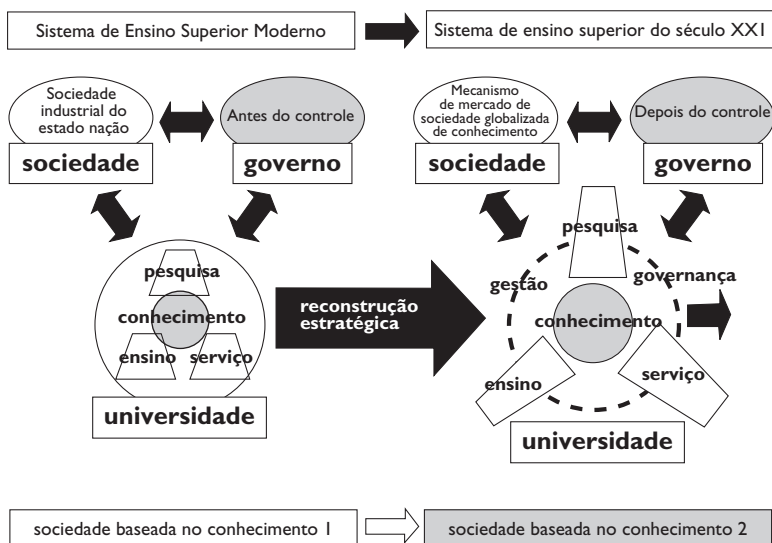 Sistema de Ensino Superior Moderno
Sistema de ensino superior do século XXI
Sociedade
industrial do
estado nação
Antes do controle
sociedade
governo
Mecanismo
de mercado de
sociedade globalizada
de conhecimento
Depois do controle
sociedade
governo
pesquisa
conhecimento
ensino
serviço
universidade
reconstrução
estratégica
pesquisa
gestão
governança
conhecimento
ensino
serviço
universidade
sociedade baseada no conhecimento 1
sociedade baseada no conhecimento 2